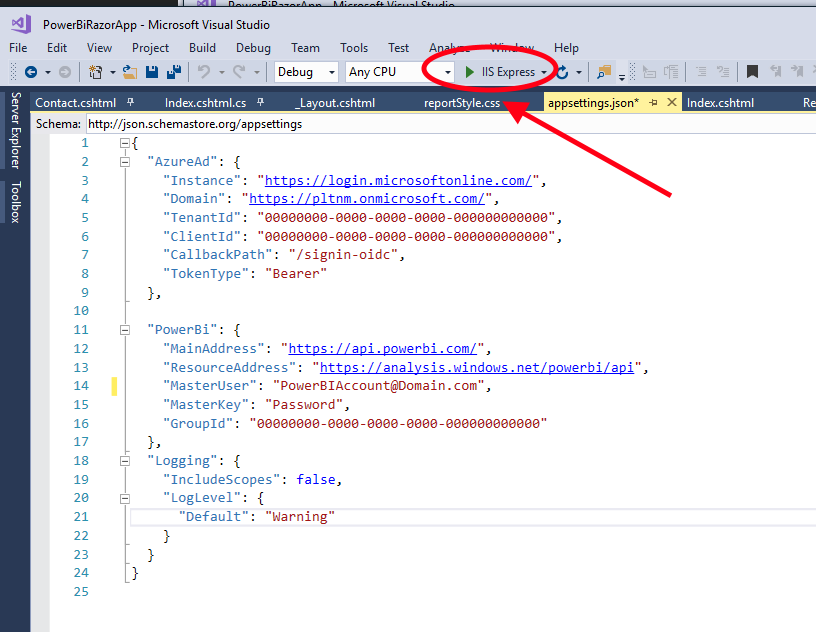 PowerBiRazorApp - Microsoft Visual Studio
PowerBiRazorApp - Microsoft Visual Studio
File Edit View Project Build Debug Team Tools Test Analyze Window Help
Debug Any CPU IIS Express
Contact.cshtml Index.cshtml.cs _Layout.cshtml reportStyle.css appsettings.json* Index.cshtml Re
Server Explorer
Toolbox
Schema: http://json.schemastore.org/appsettings
1 {
2 "AzureAd": {
3 "Instance": "https://login.microsoftonline.com/",
4 "Domain": "https://pltnm.onmicrosoft.com/",
5 "TenantId": "00000000-0000-0000-0000-000000000000",
6 "ClientId": "00000000-0000-0000-0000-000000000000",
7 "CallbackPath": "/signin-oidc",
8 "TokenType": "Bearer"
9 },
10
11 "PowerBi": {
12 "MainAddress": "https://api.powerbi.com/",
13 "ResourceAddress": "https://analysis.windows.net/powerbi/api",
14 "MasterUser": "PowerBIAccount@Domain.com",
15 "MasterKey": "Password",
16 "GroupId": "00000000-0000-0000-0000-000000000000"
17 },
18 "Logging": {
19 "IncludeScopes": false,
20 "LogLevel": {
21 "Default": "Warning"
22 }
23 }
24 }
25